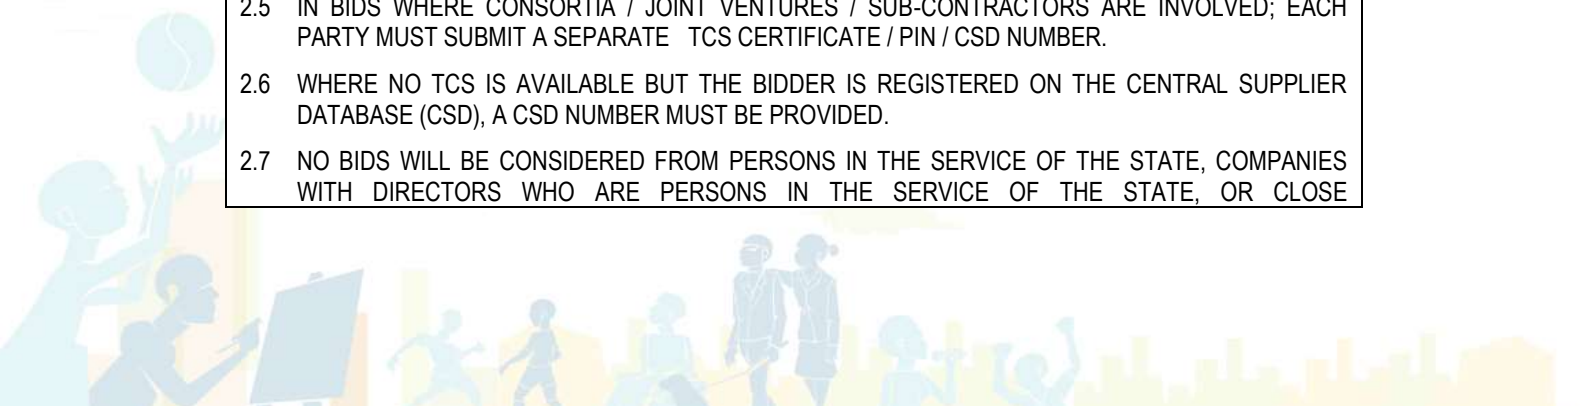 2.5 IN BIDS WHERE CONSORTIA / JOINT VENTURES / SUB-CONTRACTORS ARE INVOLVED; EACH
PARTY MUST SUBMIT A SEPARATE TCS CERTIFICATE / PIN / CSD NUMBER.
2.6 WHERE NO TCS IS AVAILABLE BUT THE BIDDER IS REGISTERED ON THE CENTRAL SUPPLIER
DATABASE (CSD), A CSD NUMBER MUST BE PROVIDED.
2.7 NO BIDS WILL BE CONSIDERED FROM PERSONS IN THE SERVICE OF THE STATE, COMPANIES
WITH DIRECTORS WHO ARE PERSONS IN THE SERVICE OF THE STATE, OR CLOSE